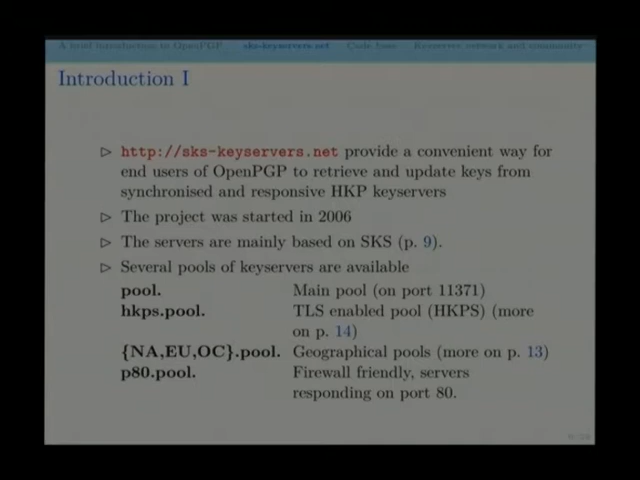 A brief introduction to OpenPGP sks-keyservers.net Code base Keyserver network and community
Introduction I
▷ http://sks-keyservers.net provide a convenient way for
end users of OpenPGP to retrieve and update keys from
synchronised and responsive HKP keyservers
▷ The project was started in 2006
▷ The servers are mainly based on SKS (p. 9).
▷ Several pools of keyservers are available
pool. Main pool (on port 11371)
hkps.pool. TLS enabled pool (HKPS) (more
on p. 14)
{NA,EU,OC}.pool. Geographical pools (more on p. 13)
p80.pool. Firewall friendly, servers
responding on port 80.